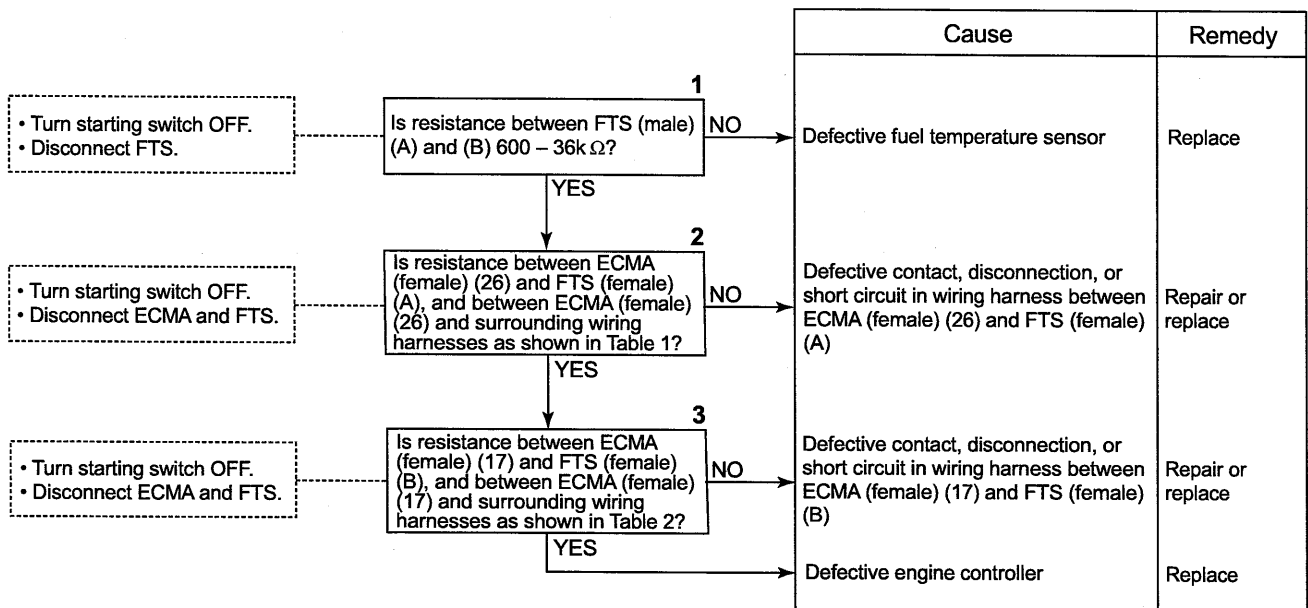 Cause
Remedy
1
• Turn starting switch OFF.
• Disconnect FTS.
Is resistance between FTS (male)
(A) and (B) 600 – 36k Ω?
NO
Defective fuel temperature sensor
Replace
YES
2
• Turn starting switch OFF.
• Disconnect ECMA and FTS.
Is resistance between ECMA
(female) (26) and FTS (female)
(A), and between ECMA (female)
(26) and surrounding wiring
harnesses as shown in Table 1?
NO
Defective contact, disconnection, or
short circuit in wiring harness between
ECMA (female) (26) and FTS (female)
(A)
Repair or
replace
YES
3
• Turn starting switch OFF.
• Disconnect ECMA and FTS.
Is resistance between ECMA
(female) (17) and FTS (female)
(B), and between ECMA (female)
(17) and surrounding wiring
harnesses as shown in Table 2?
NO
Defective contact, disconnection, or
short circuit in wiring harness between
ECMA (female) (17) and FTS (female)
(B)
Repair or
replace
YES
Defective engine controller
Replace